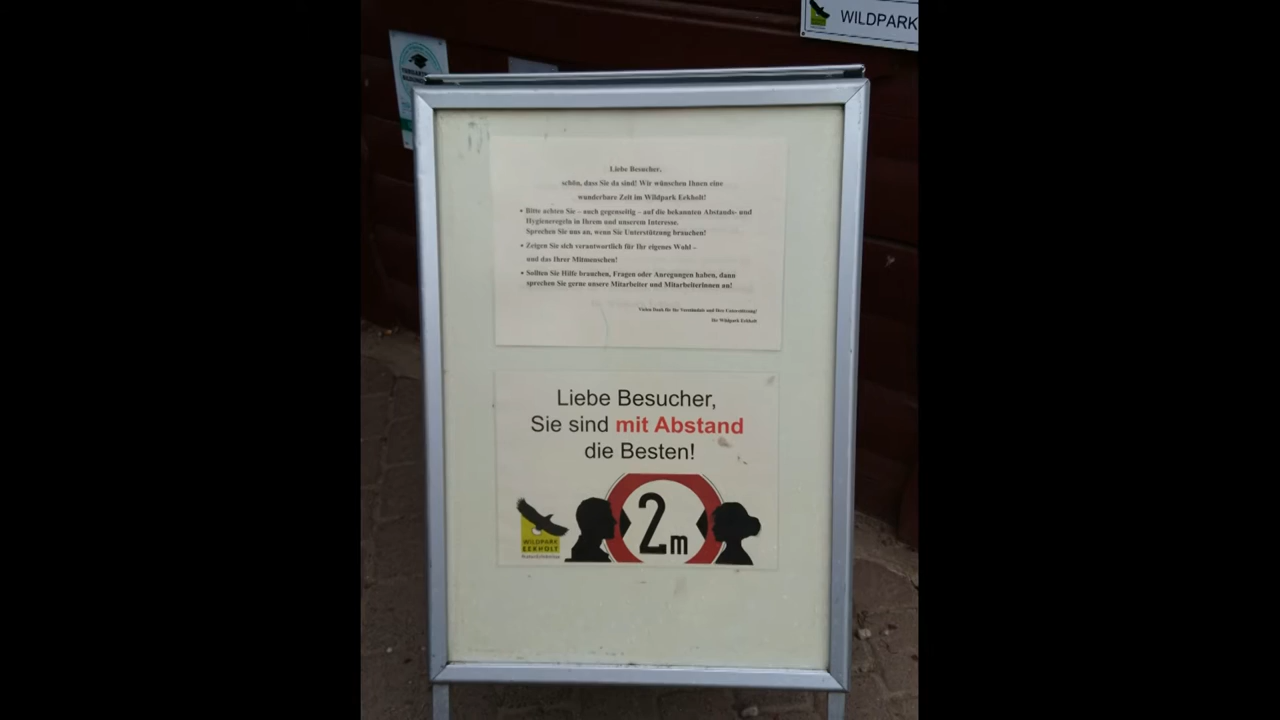 WILDPARK
Liebe Besucher,
schön, dass Sie da sind! Wir wünschen Ihnen eine
wunderbare Zeit im Wildpark Eekholt!
• Bitte achten Sie – auch gegenseitig – auf die bekannten Abstands- und
Hygieneregeln in Ihrem und unserem Interesse.
Sprechen Sie uns an, wenn Sie Unterstützung brauchen!
• Zeigen Sie sich verantwortlich für Ihr eigenes Wohl –
und das Ihrer Mitmenschen!
• Sollten Sie Hilfe brauchen, Fragen oder Anregungen haben, dann
sprechen Sie gerne unsere Mitarbeiter und MitarbeiterInnen an!
Vielen Dank für Ihr Verständnis und Ihre Unterstützung!
Ihr Wildpark Eekholt
Liebe Besucher,
Sie sind mit Abstand
die Besten!
2m
WILDPARK
EEKHOLT